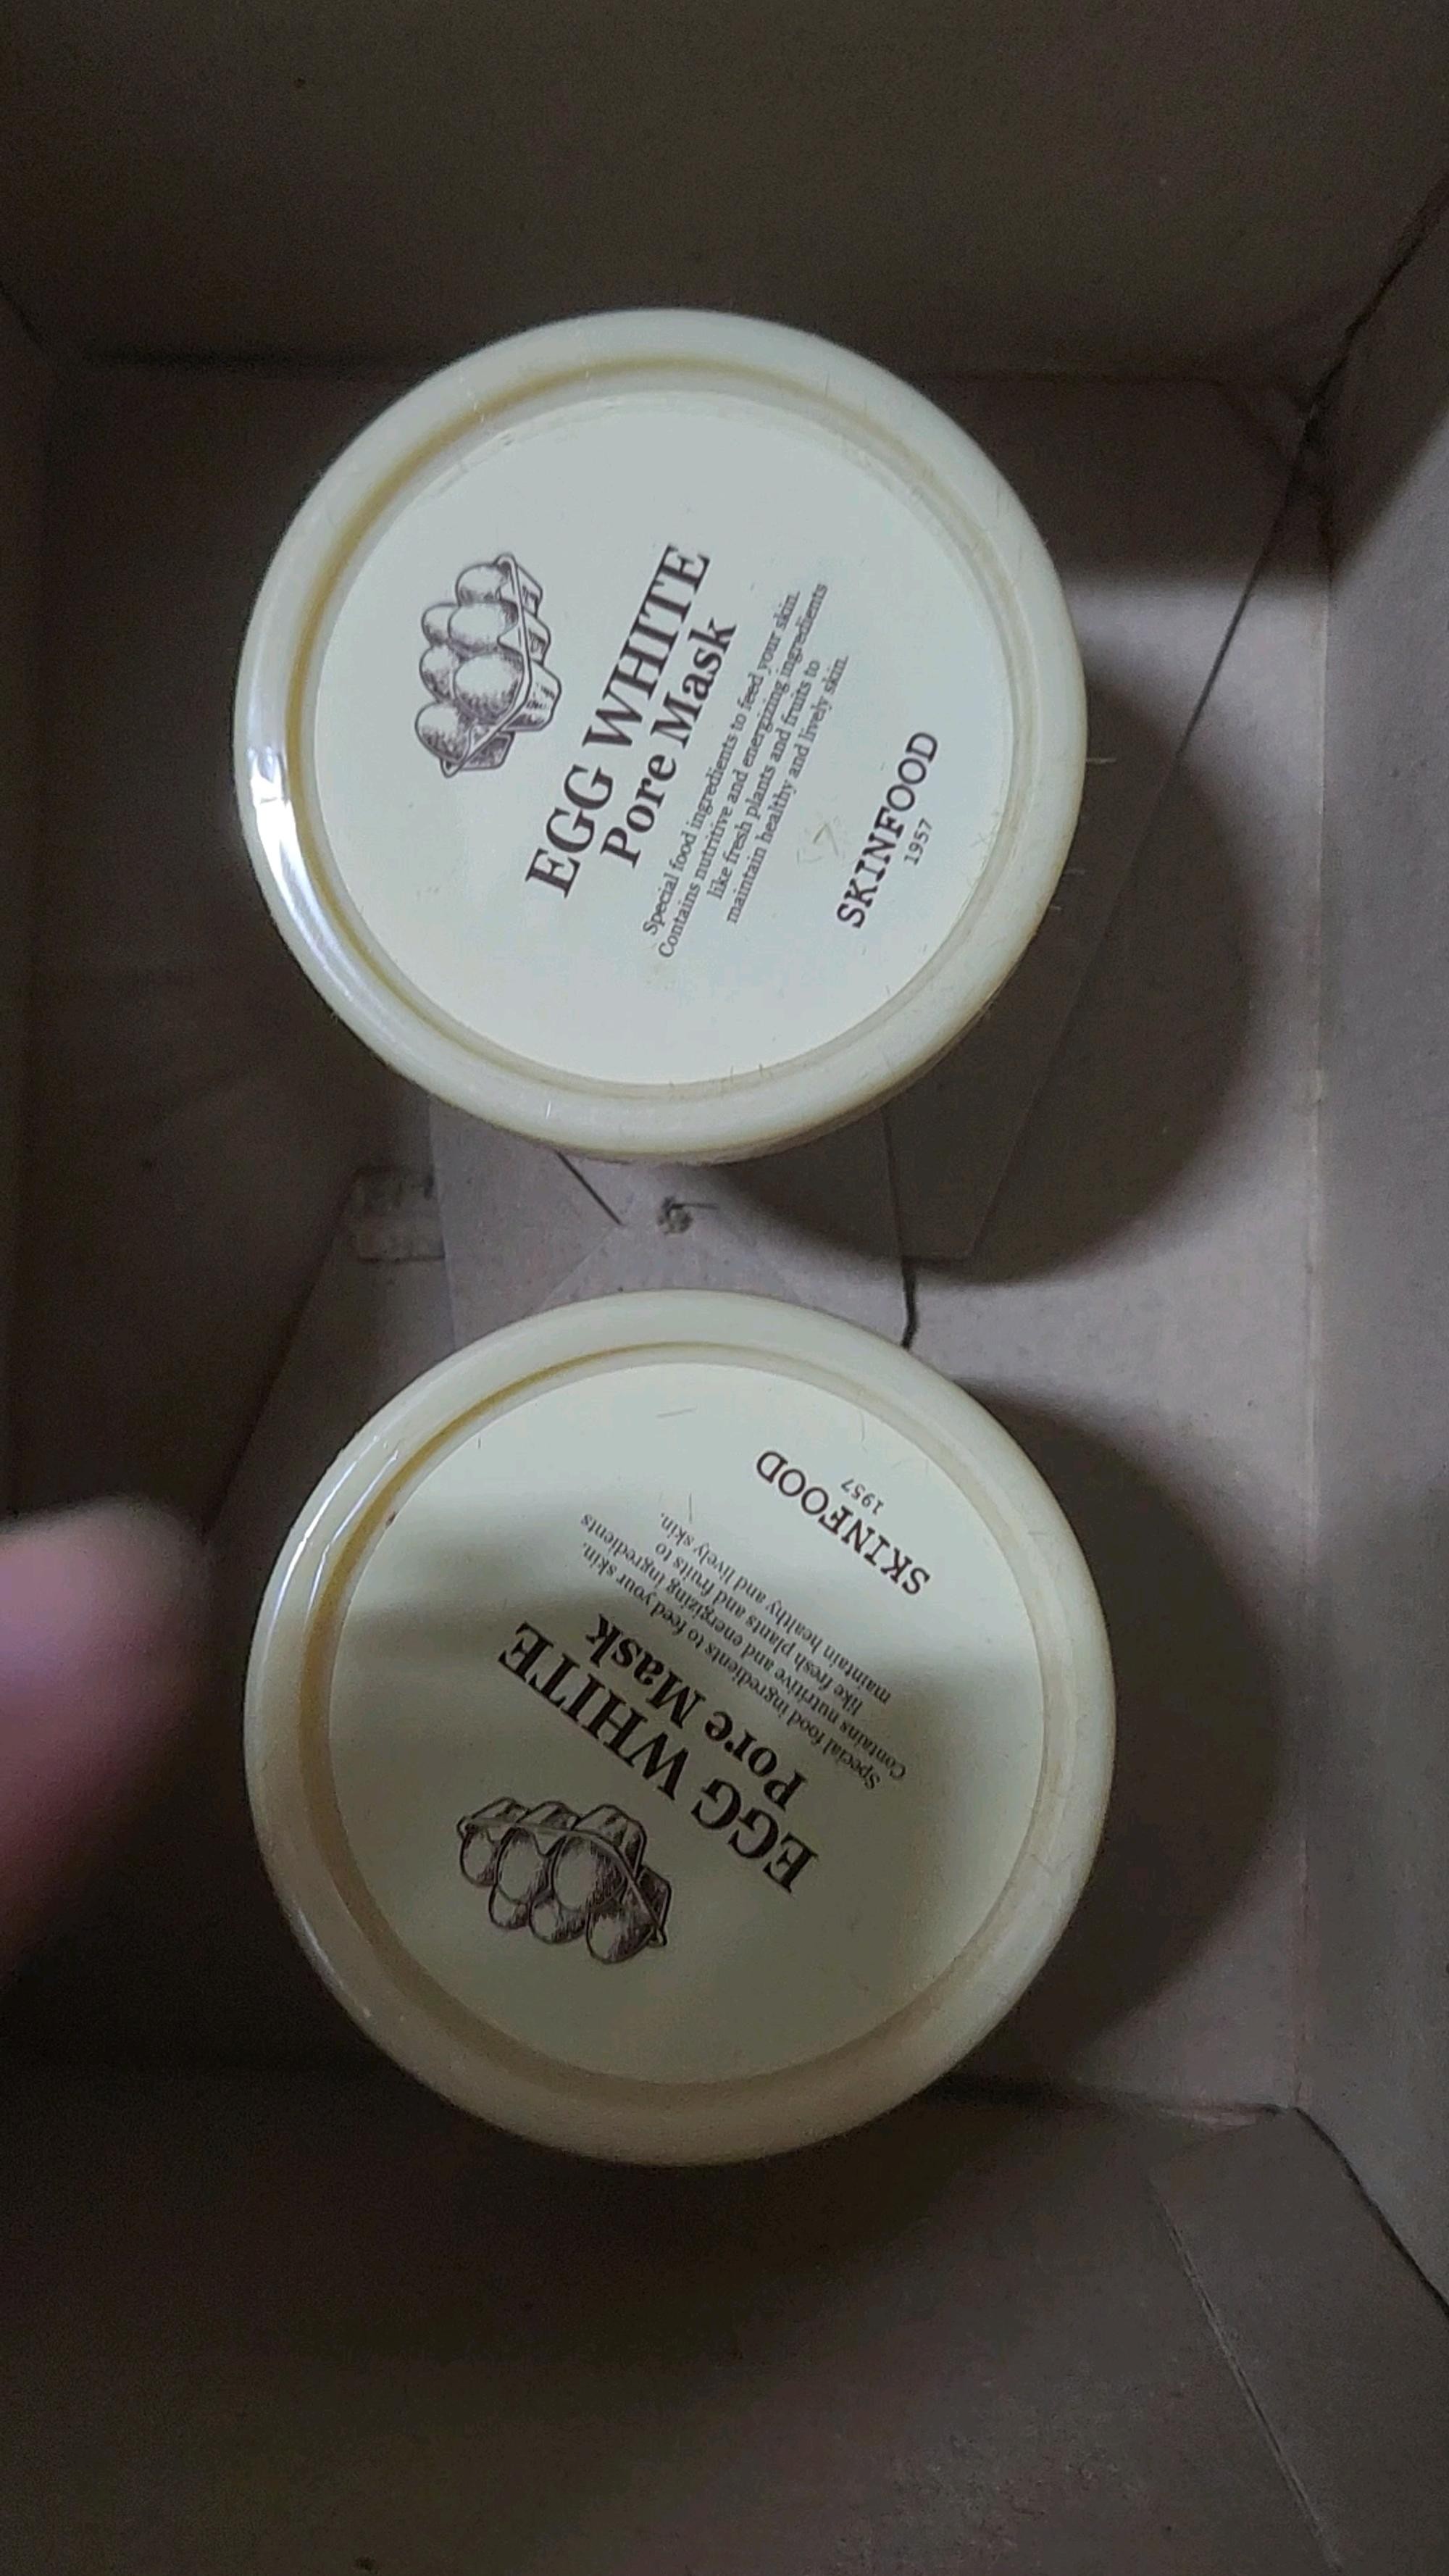 EGG WHITE
Pore Mask
Special food ingredients to feed your skin.
Contains nutritive and energizing ingredients
like fresh plants and fruits to
maintain healthy and lively skin.
SKINFOOD
1957
EGG WHITE
Pore Mask
Special food ingredients to feed your skin.
Contains nutritive and energizing ingredients
like fresh plants and fruits to
maintain healthy and lively skin.
SKINFOOD
1957